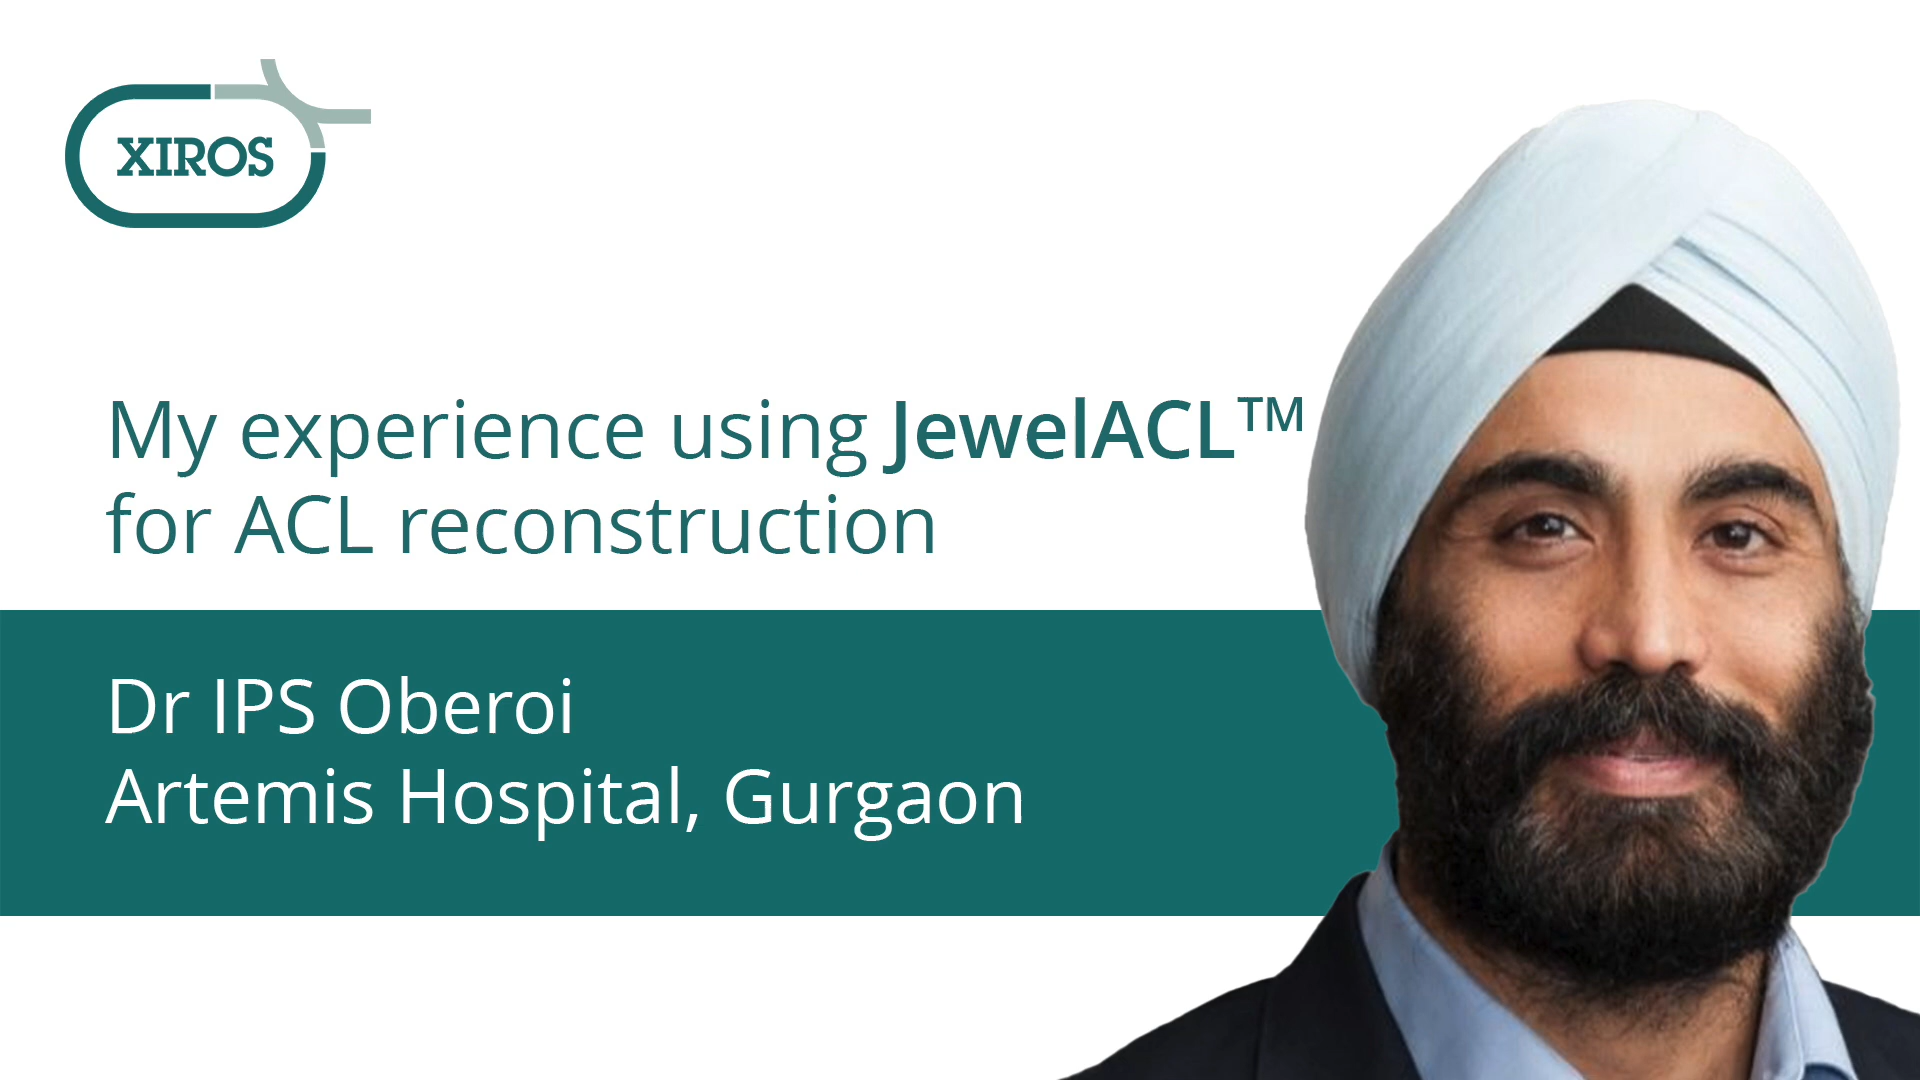 XIROS
My experience using JewelACL™
for ACL reconstruction
Dr IPS Oberoi
Artemis Hospital, Gurgaon